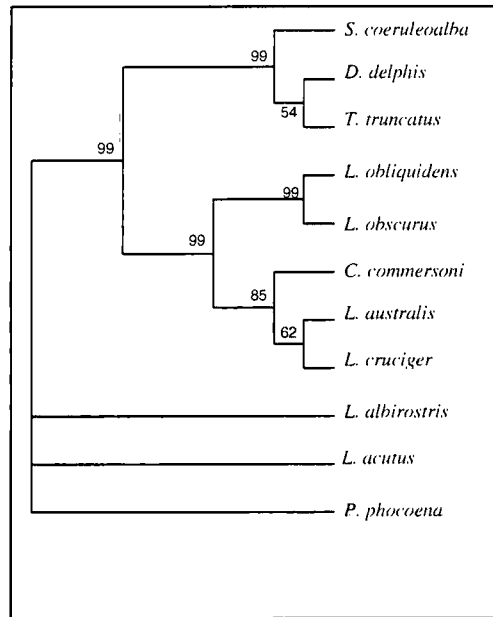 S. coeruleoalba
99
D. delphis
54
T. truncatus
99
L. obliquidens
99
L. obscurus
99
C. commersoni
85
L. australis
62
L. cruciger
L. albirostris
L. acutus
P. phocoena